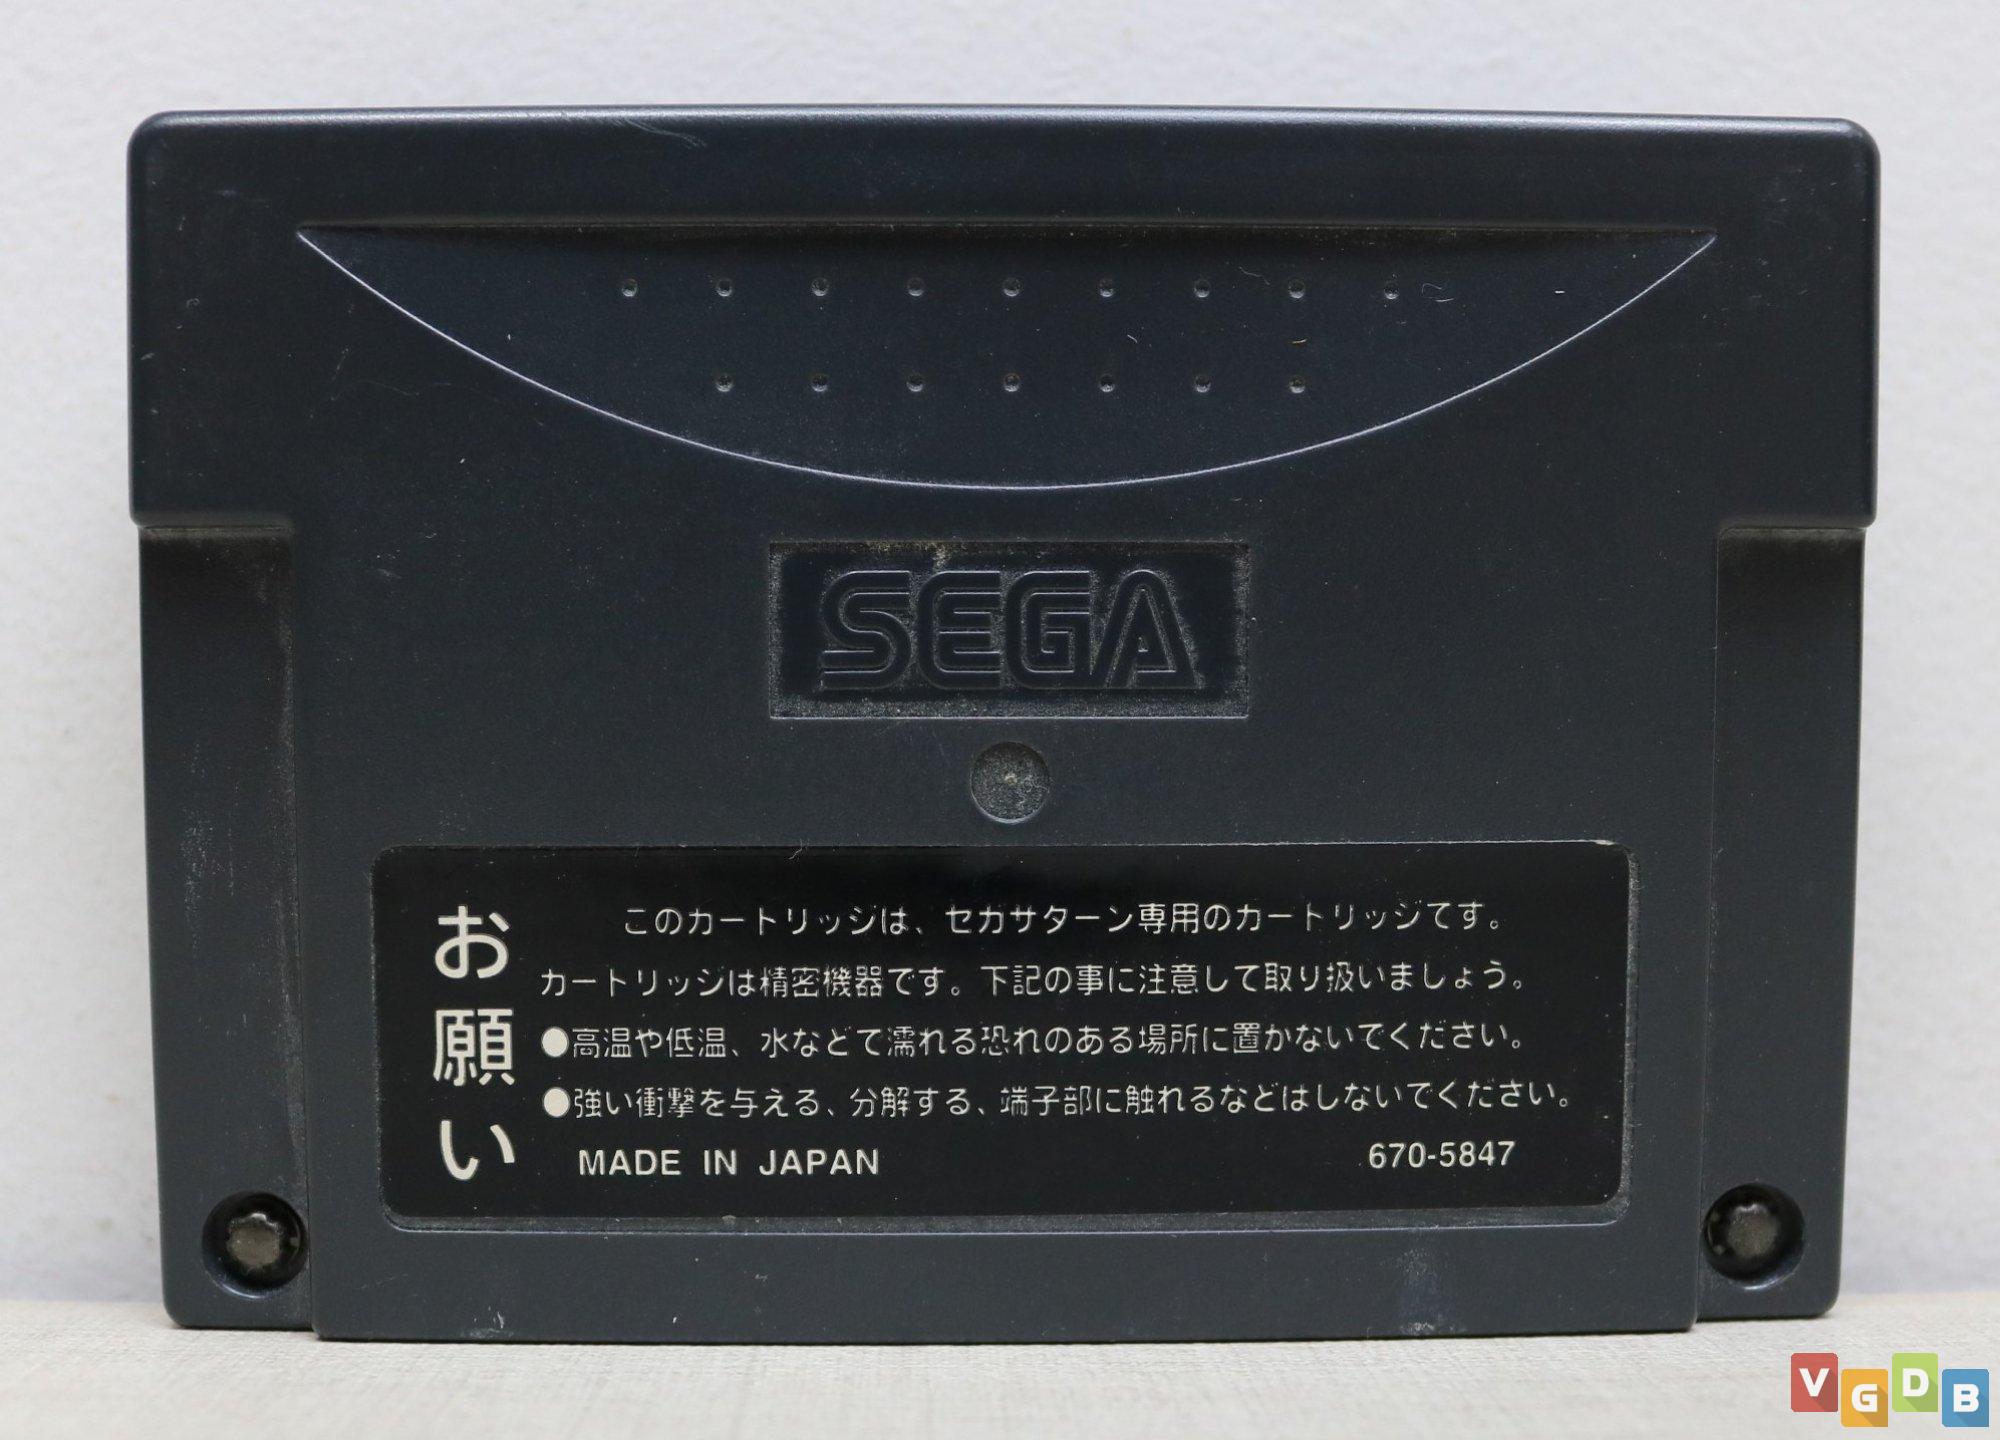 SEGA
お願い
このカートリッジは、セガサターン専用のカートリッジてす。
カートリッジは精密機器です。下記の事に注意して取り扱いましょう。
●高温や低温、水などて濡れる恐れのある場所に置かないでください。
●強い衝撃を与える、分解する、端子部に触れるなどはしないでください。
MADE IN JAPAN
670-5847
VGDB